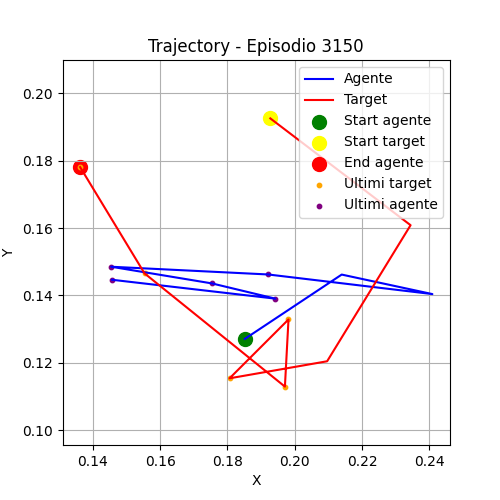 Trajectory - Episodio 3150
Agente
Target
Start agente
Start target
End agente
Ultimi target
Ultimi agente
Y
0.20
0.18
0.16
0.14
0.12
0.10
0.14
0.16
0.18
0.20
0.22
0.24
X